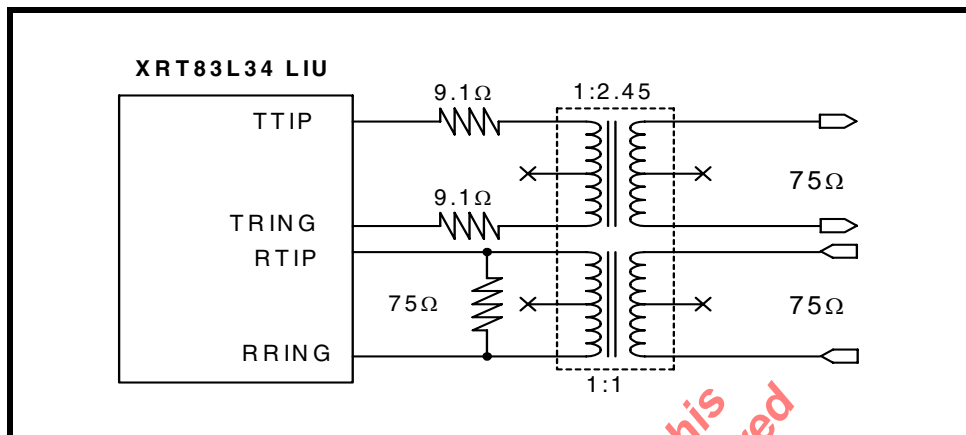 XRT83L34 LIU
9.1Ω
1:2.45
TTIP
75Ω
9.1Ω
TRING
RTIP
75Ω
75Ω
RRING
1:1